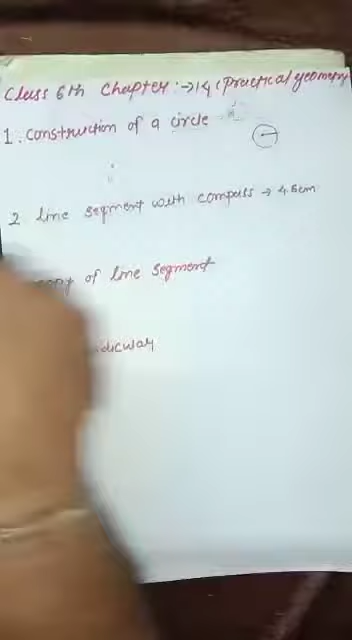 Class 6th Chapter :→ 14 (Practical geometry
1. Construction of a circle
2 line segment with compass → 4.6cm
copy of line segment